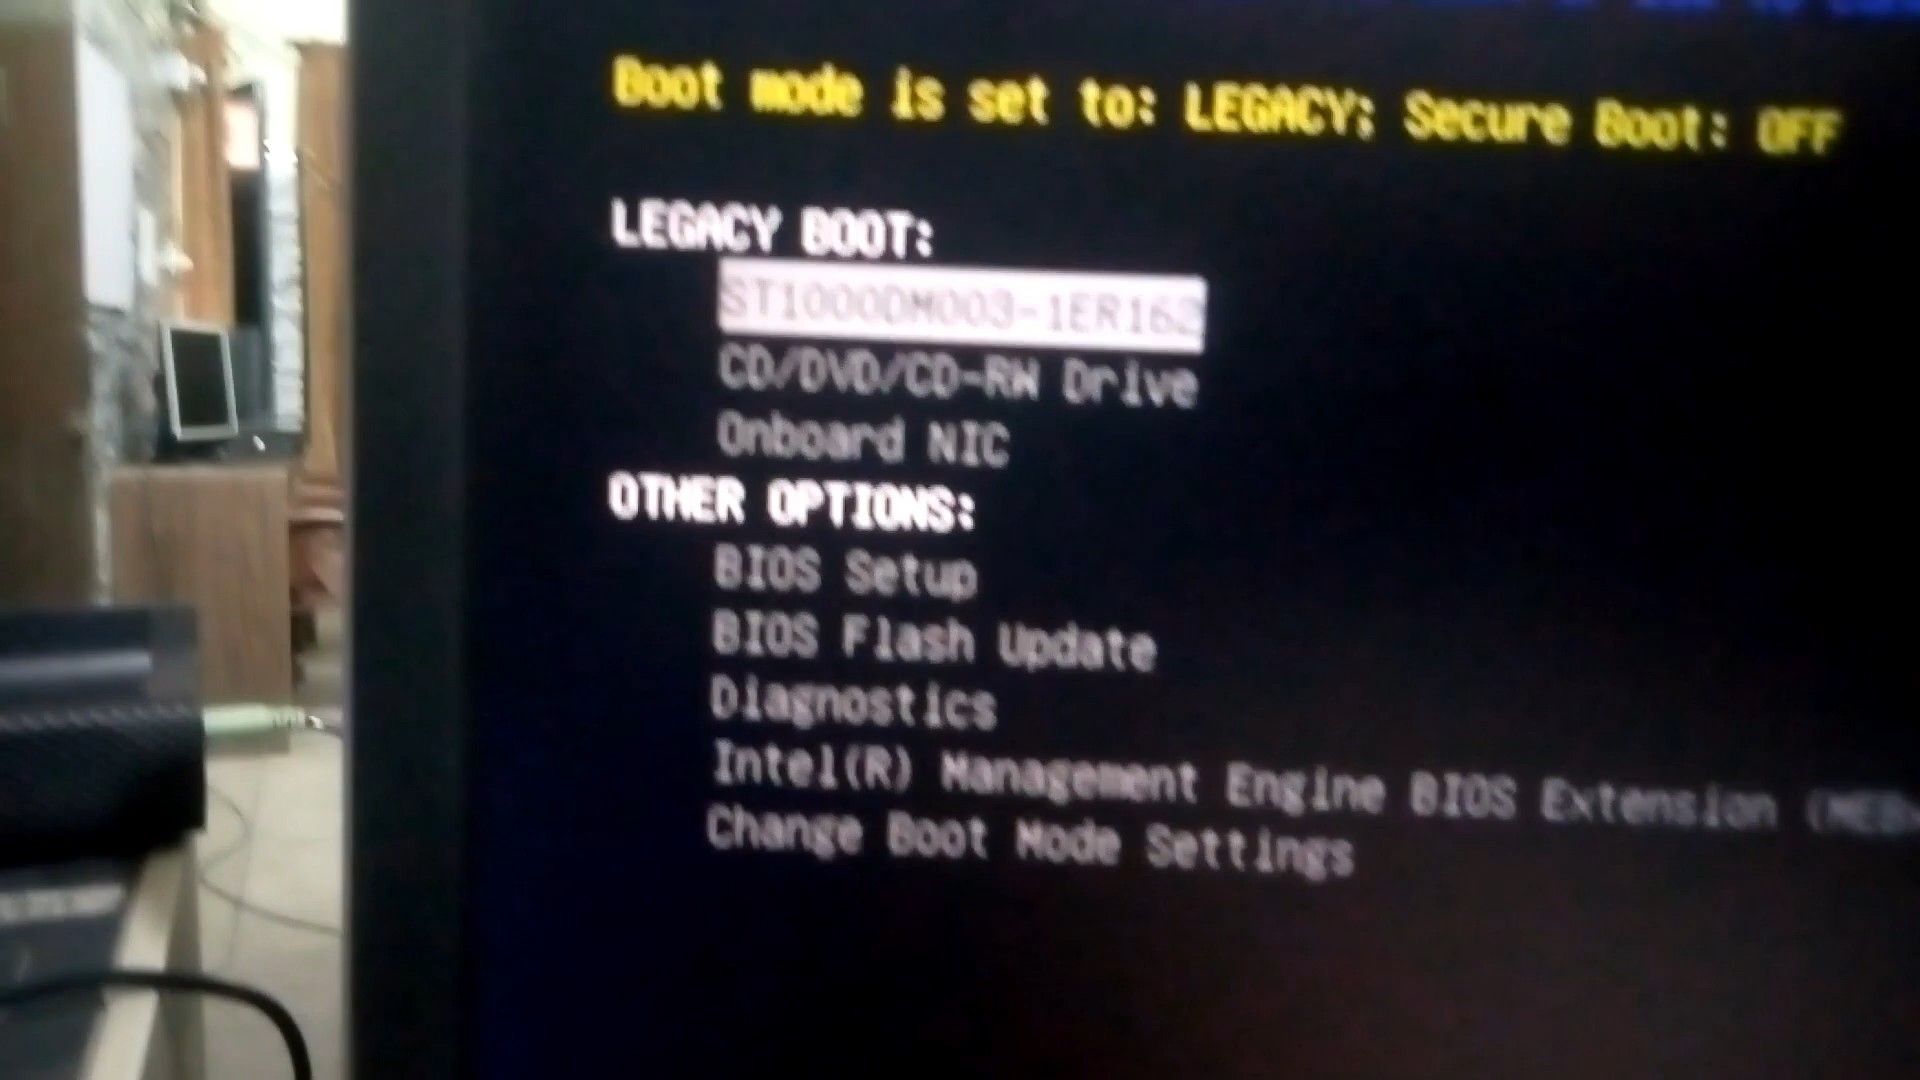 Boot mode is set to: LEGACY; Secure Boot: OFF
LEGACY BOOT:
ST1000DM003-1ER162
CD/DVD/CD-RW Drive
Onboard NIC
OTHER OPTIONS:
BIOS Setup
BIOS Flash Update
Diagnostics
Intel(R) Management Engine BIOS Extension (MEBx
Change Boot Mode Settings